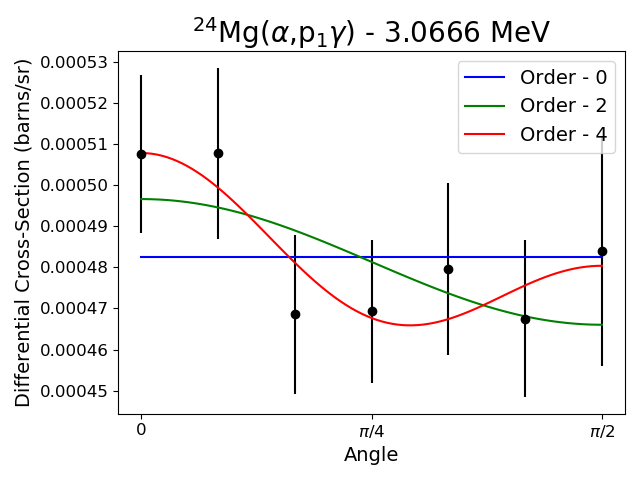 ²⁴Mg(α,p₁γ) - 3.0666 MeV
Differential Cross-Section (barns/sr)
0.00053
0.00052
0.00051
0.00050
0.00049
0.00048
0.00047
0.00046
0.00045
Order - 0
Order - 2
Order - 4
0
π/4
π/2
Angle